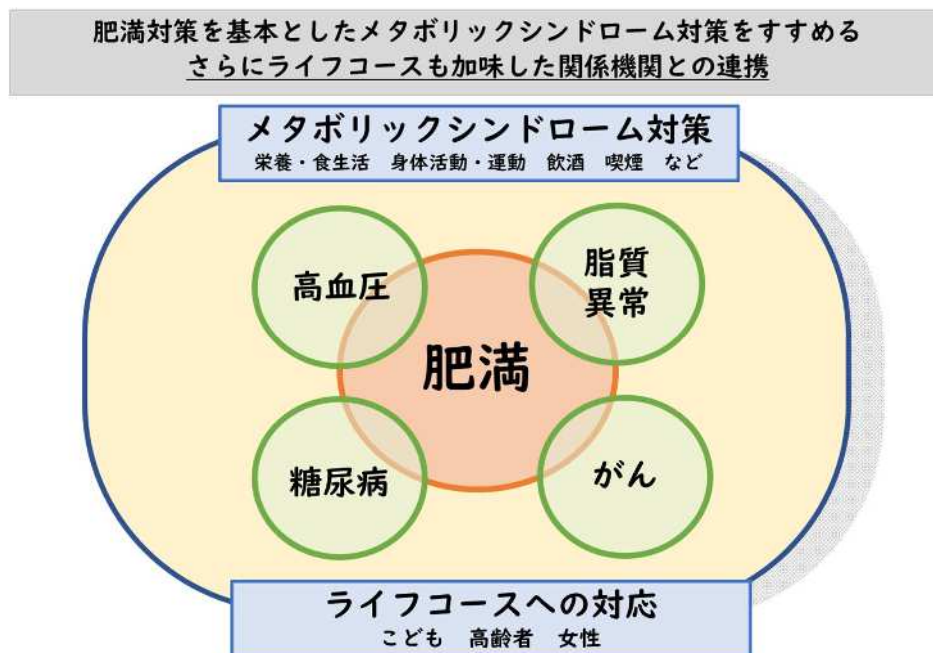 肥満対策を基本としたメタボリックシンドローム対策をすすめる
さらにライフコースも加味した関係機関との連携
メタボリックシンドローム対策
栄養・食生活 身体活動・運動 飲酒 喫煙 など
高血圧
脂質
異常
肥満
糖尿病
がん
ライフコースへの対応
こども 高齢者 女性